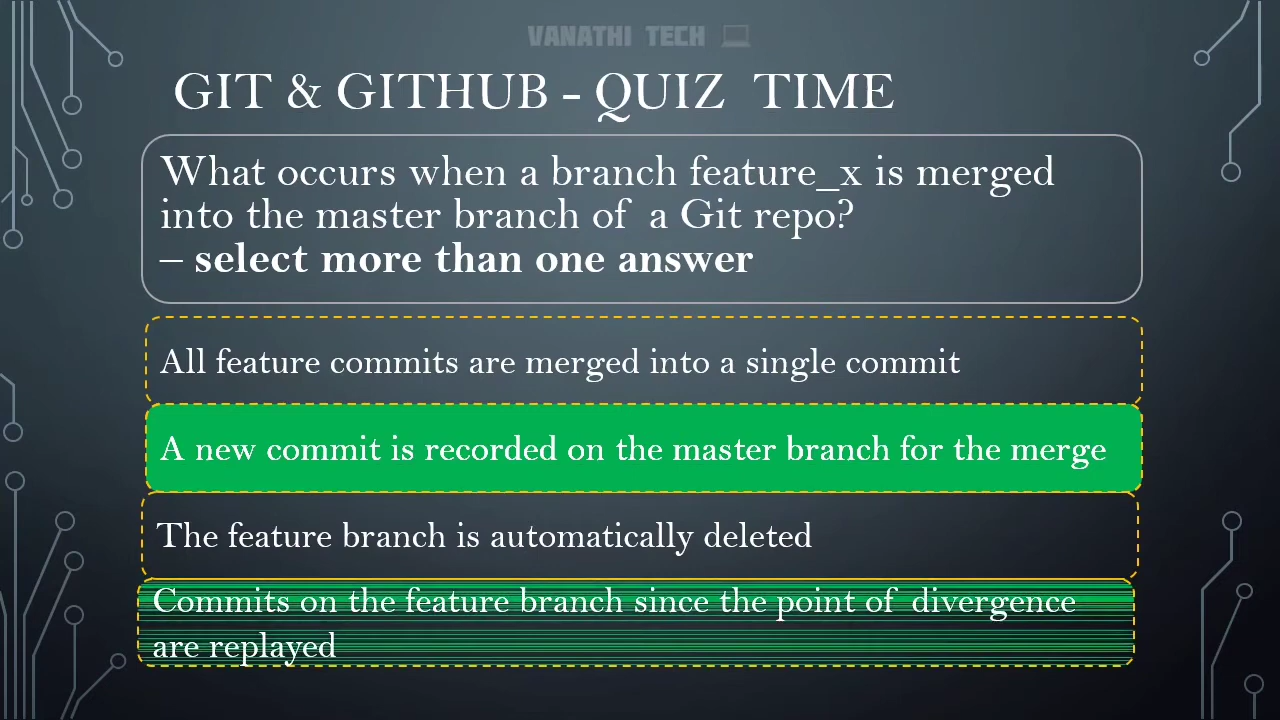 VANATHI TECH
GIT & GITHUB - QUIZ TIME
What occurs when a branch feature_x is merged
into the master branch of a Git repo?
– select more than one answer
All feature commits are merged into a single commit
A new commit is recorded on the master branch for the merge
The feature branch is automatically deleted
Commits on the feature branch since the point of divergence
are replayed